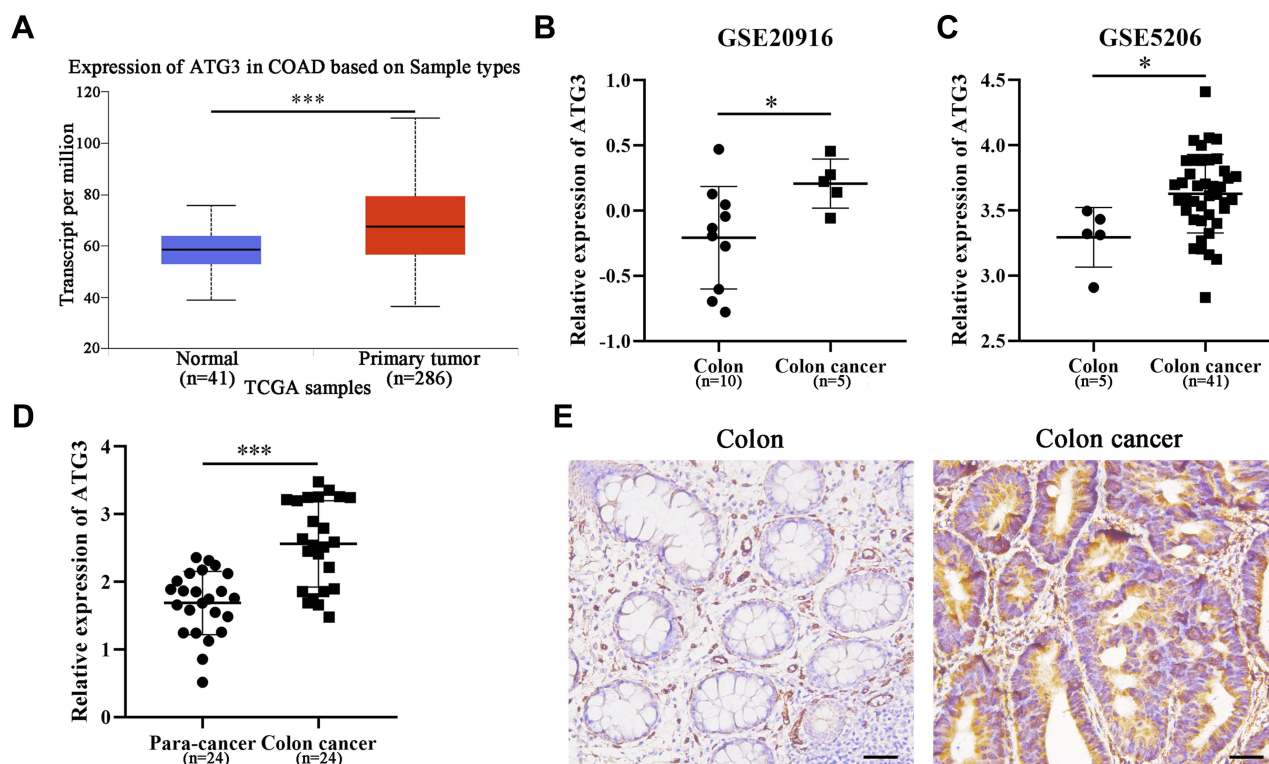 A
Expression of ATG3 in COAD based on Sample types
Transcript per million
120
100
80
60
40
20
***
Normal
(n=41)
Primary tumor
(n=286)
TCGA samples
B
GSE20916
Relative expression of ATG3
1.0
0.5
0.0
-0.5
-1.0
*
Colon
(n=10)
Colon cancer
(n=5)
C
GSE5206
Relative expression of ATG3
4.5
4.0
3.5
3.0
2.5
*
Colon
(n=5)
Colon cancer
(n=41)
D
Relative expression of ATG3
4
3
2
1
0
***
Para-cancer
(n=24)
Colon cancer
(n=24)
E
Colon
Colon cancer